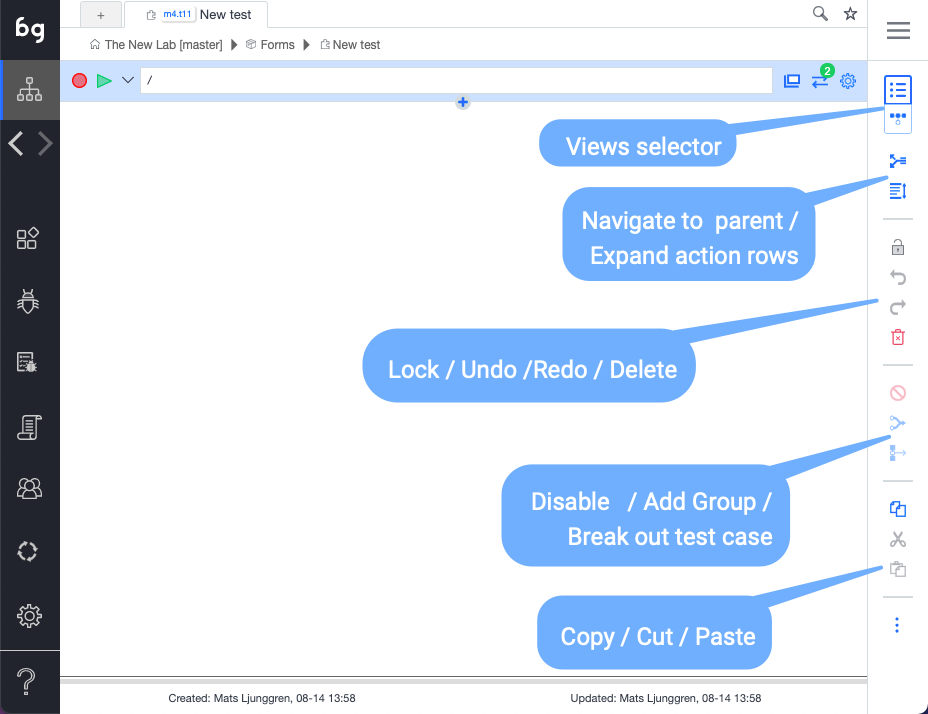 bg
+
m4.t11 New test
The New Lab [master] Forms New test
/
2
+
Views selector
Navigate to parent /
Expand action rows
Lock / Undo /Redo / Delete
Disable / Add Group /
Break out test case
Copy / Cut / Paste
?
Created: Mats Ljunggren, 08-14 13:58
Updated: Mats Ljunggren, 08-14 13:58